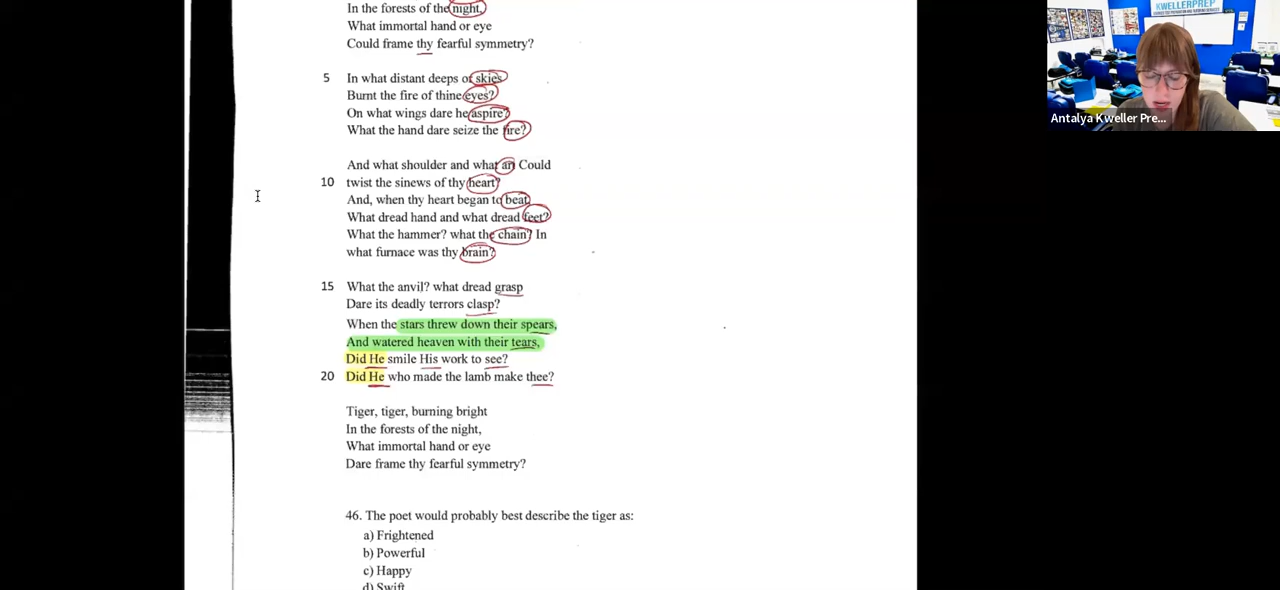 In the forests of the night,
What immortal hand or eye
Could frame thy fearful symmetry?
5 In what distant deeps or skies
Burnt the fire of thine eyes?
On what wings dare he aspire?
What the hand dare seize the fire?
And what shoulder and what art Could
10 twist the sinews of thy heart?
And, when thy heart began to beat,
What dread hand and what dread feet?
What the hammer? what the chain? In
what furnace was thy brain?
15 What the anvil? what dread grasp
Dare its deadly terrors clasp?
When the stars threw down their spears,
And watered heaven with their tears,
Did He smile His work to see?
20 Did He who made the lamb make thee?
Tiger, tiger, burning bright
In the forests of the night,
What immortal hand or eye
Dare frame thy fearful symmetry?
46. The poet would probably best describe the tiger as:
a) Frightened
b) Powerful
c) Happy
d) Swift
KWELLERPREP
Antalya Kweller Pre...